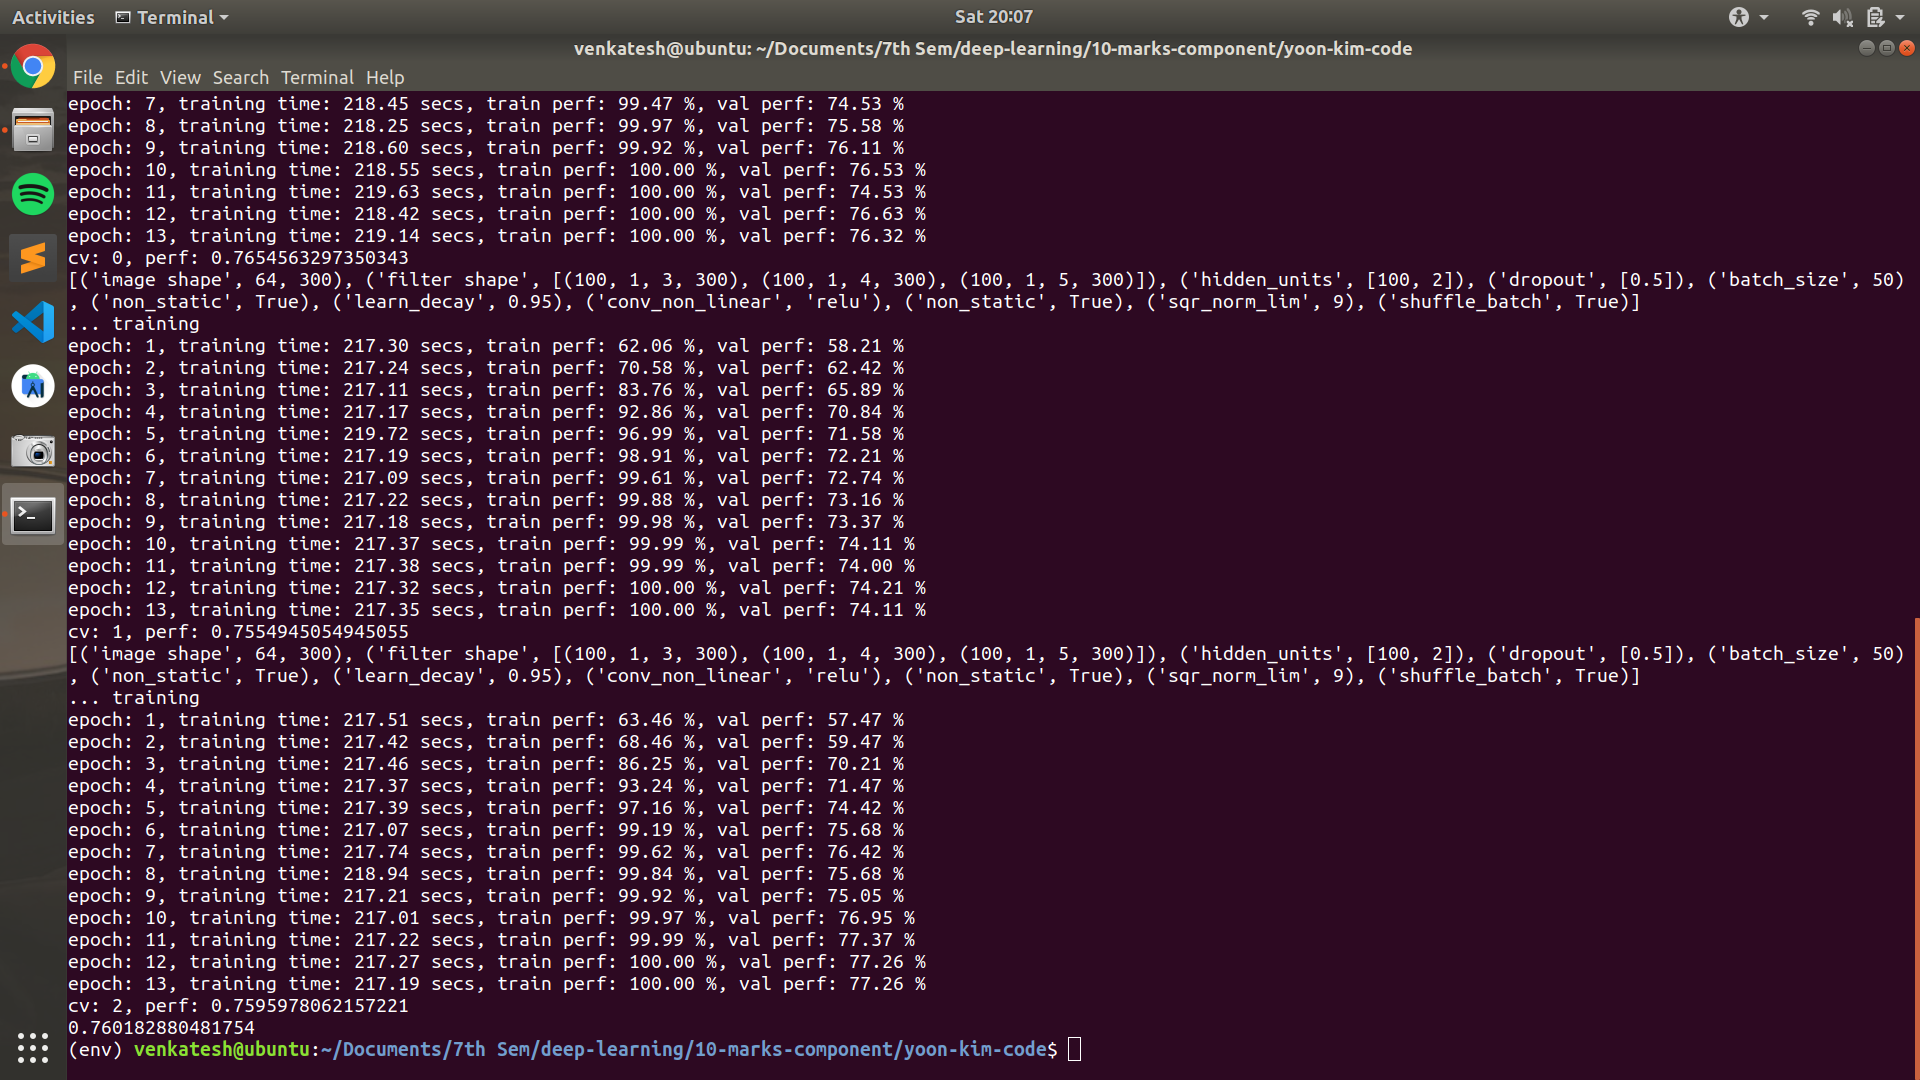 Activities Terminal Sat 20:07
venkatesh@ubuntu: ~/Documents/7th Sem/deep-learning/10-marks-component/yoon-kim-code
File Edit View Search Terminal Help
epoch: 7, training time: 218.45 secs, train perf: 99.47 %, val perf: 74.53 %
epoch: 8, training time: 218.25 secs, train perf: 99.97 %, val perf: 75.58 %
epoch: 9, training time: 218.60 secs, train perf: 99.92 %, val perf: 76.11 %
epoch: 10, training time: 218.55 secs, train perf: 100.00 %, val perf: 76.53 %
epoch: 11, training time: 219.63 secs, train perf: 100.00 %, val perf: 74.53 %
epoch: 12, training time: 218.42 secs, train perf: 100.00 %, val perf: 76.63 %
epoch: 13, training time: 219.14 secs, train perf: 100.00 %, val perf: 76.32 %
cv: 0, perf: 0.7654563297350343
[('image shape', 64, 300), ('filter shape', [(100, 1, 3, 300), (100, 1, 4, 300), (100, 1, 5, 300)]), ('hidden_units', [100, 2]), ('dropout', [0.5]), ('batch_size', 50)
, ('non_static', True), ('learn_decay', 0.95), ('conv_non_linear', 'relu'), ('non_static', True), ('sqr_norm_lim', 9), ('shuffle_batch', True)]
... training
epoch: 1, training time: 217.30 secs, train perf: 62.06 %, val perf: 58.21 %
epoch: 2, training time: 217.24 secs, train perf: 70.58 %, val perf: 62.42 %
epoch: 3, training time: 217.11 secs, train perf: 83.76 %, val perf: 65.89 %
epoch: 4, training time: 217.17 secs, train perf: 92.86 %, val perf: 70.84 %
epoch: 5, training time: 219.72 secs, train perf: 96.99 %, val perf: 71.58 %
epoch: 6, training time: 217.19 secs, train perf: 98.91 %, val perf: 72.21 %
epoch: 7, training time: 217.09 secs, train perf: 99.61 %, val perf: 72.74 %
epoch: 8, training time: 217.22 secs, train perf: 99.88 %, val perf: 73.16 %
epoch: 9, training time: 217.18 secs, train perf: 99.98 %, val perf: 73.37 %
epoch: 10, training time: 217.37 secs, train perf: 99.99 %, val perf: 74.11 %
epoch: 11, training time: 217.38 secs, train perf: 99.99 %, val perf: 74.00 %
epoch: 12, training time: 217.32 secs, train perf: 100.00 %, val perf: 74.21 %
epoch: 13, training time: 217.35 secs, train perf: 100.00 %, val perf: 74.11 %
cv: 1, perf: 0.7554945054945055
[('image shape', 64, 300), ('filter shape', [(100, 1, 3, 300), (100, 1, 4, 300), (100, 1, 5, 300)]), ('hidden_units', [100, 2]), ('dropout', [0.5]), ('batch_size', 50)
, ('non_static', True), ('learn_decay', 0.95), ('conv_non_linear', 'relu'), ('non_static', True), ('sqr_norm_lim', 9), ('shuffle_batch', True)]
... training
epoch: 1, training time: 217.51 secs, train perf: 63.46 %, val perf: 57.47 %
epoch: 2, training time: 217.42 secs, train perf: 68.46 %, val perf: 59.47 %
epoch: 3, training time: 217.46 secs, train perf: 86.25 %, val perf: 70.21 %
epoch: 4, training time: 217.37 secs, train perf: 93.24 %, val perf: 71.47 %
epoch: 5, training time: 217.39 secs, train perf: 97.16 %, val perf: 74.42 %
epoch: 6, training time: 217.07 secs, train perf: 99.19 %, val perf: 75.68 %
epoch: 7, training time: 217.74 secs, train perf: 99.62 %, val perf: 76.42 %
epoch: 8, training time: 218.94 secs, train perf: 99.84 %, val perf: 75.68 %
epoch: 9, training time: 217.21 secs, train perf: 99.92 %, val perf: 75.05 %
epoch: 10, training time: 217.01 secs, train perf: 99.97 %, val perf: 76.95 %
epoch: 11, training time: 217.22 secs, train perf: 99.99 %, val perf: 77.37 %
epoch: 12, training time: 217.27 secs, train perf: 100.00 %, val perf: 77.26 %
epoch: 13, training time: 217.19 secs, train perf: 100.00 %, val perf: 77.26 %
cv: 2, perf: 0.7595978062157221
0.760182880481754
(env) venkatesh@ubuntu:~/Documents/7th Sem/deep-learning/10-marks-component/yoon-kim-code$